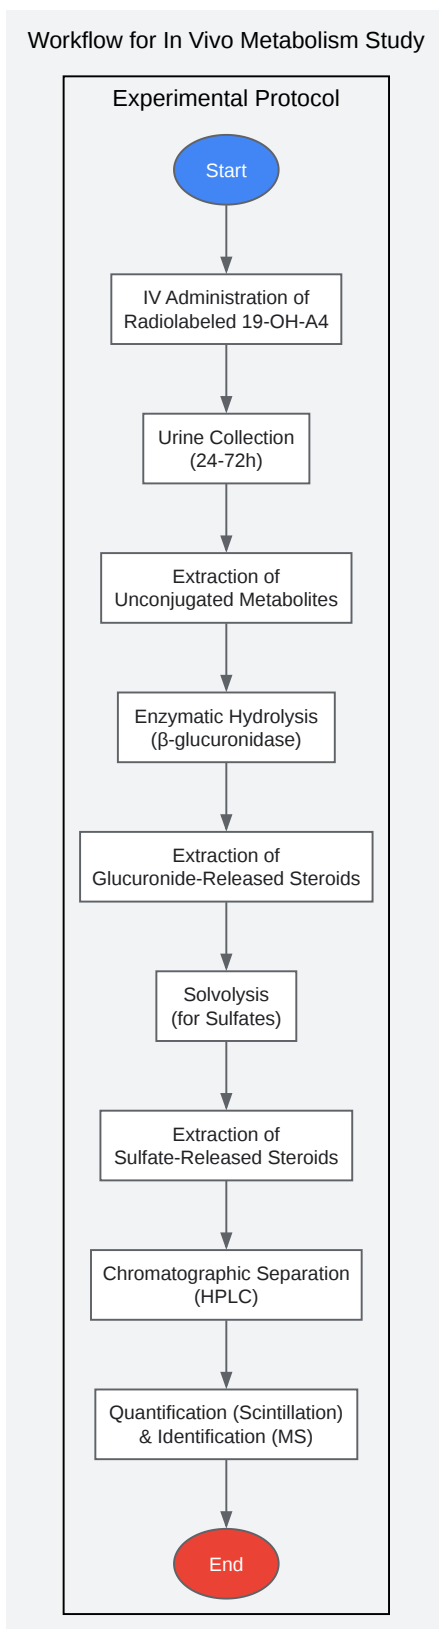 Workflow for In Vivo Metabolism Study
Experimental Protocol
Start
IV Administration of
Radiolabeled 19-OH-A4
Urine Collection
(24-72h)
Extraction of
Unconjugated Metabolites
Enzymatic Hydrolysis
(β-glucuronidase)
Extraction of
Glucuronide-Released Steroids
Solvolysis
(for Sulfates)
Extraction of
Sulfate-Released Steroids
Chromatographic Separation
(HPLC)
Quantification (Scintillation)
& Identification (MS)
End